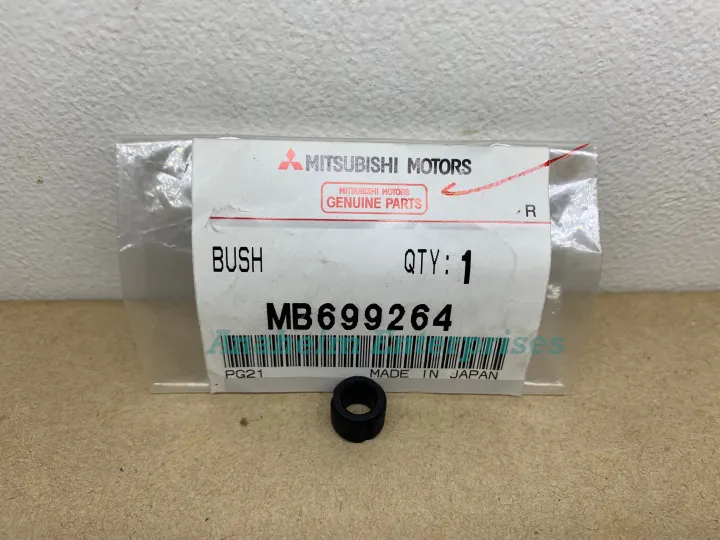 MITSUBISHI MOTORS
MITSUBISHI MOTORS
GENUINE PARTS
R
BUSH QTY: 1
MB699264
Anaheim Enterprises
PG21 MADE IN JAPAN